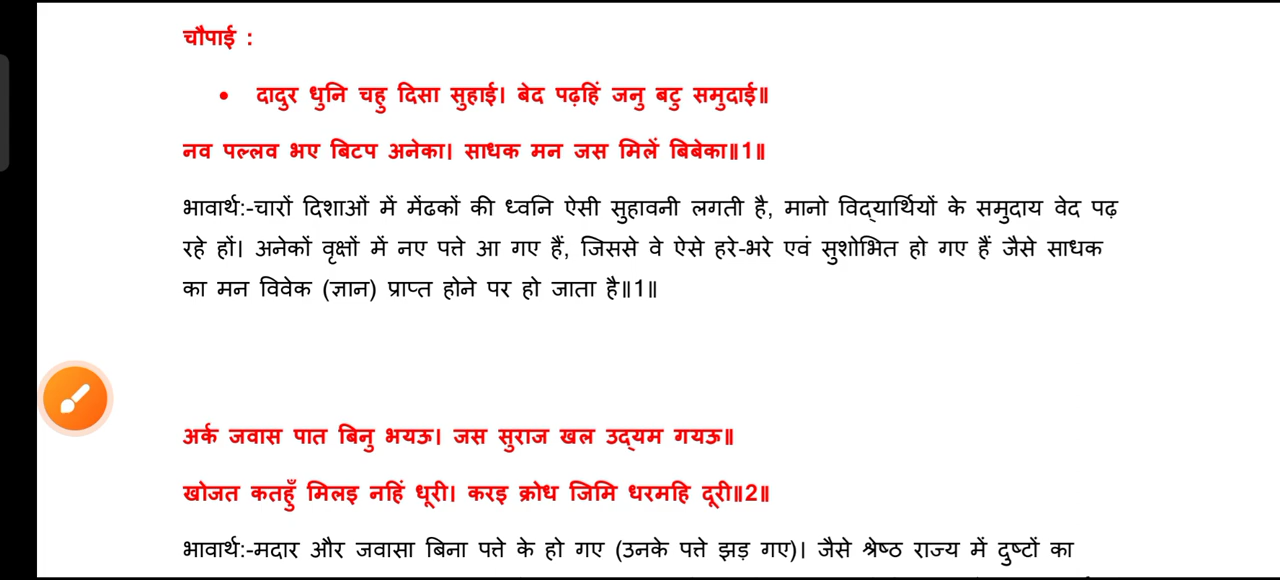 चौपाई :
• दादुर धुनि चहु दिसा सुहाई। बेद पढ़हिं जनु बटु समुदाई॥
नव पल्लव भए बिटप अनेका। साधक मन जस मिलें बिबेका॥1॥
भावार्थ:-चारों दिशाओं में मेंढकों की ध्वनि ऐसी सुहावनी लगती है, मानो विद्यार्थियों के समुदाय वेद पढ़
रहे हों। अनेकों वृक्षों में नए पत्ते आ गए हैं, जिससे वे ऐसे हरे-भरे एवं सुशोभित हो गए हैं जैसे साधक
का मन विवेक (ज्ञान) प्राप्त होने पर हो जाता है॥1॥
अर्क जवास पात बिनु भयऊ। जस सुराज खल उद्यम गयऊ॥
खोजत कतहुँ मिलइ नहिं धूरी। करइ क्रोध जिमि धरमहि दूरी॥2॥
भावार्थ:-मदार और जवासा बिना पत्ते के हो गए (उनके पत्ते झड़ गए)। जैसे श्रेष्ठ राज्य में दुष्टों का